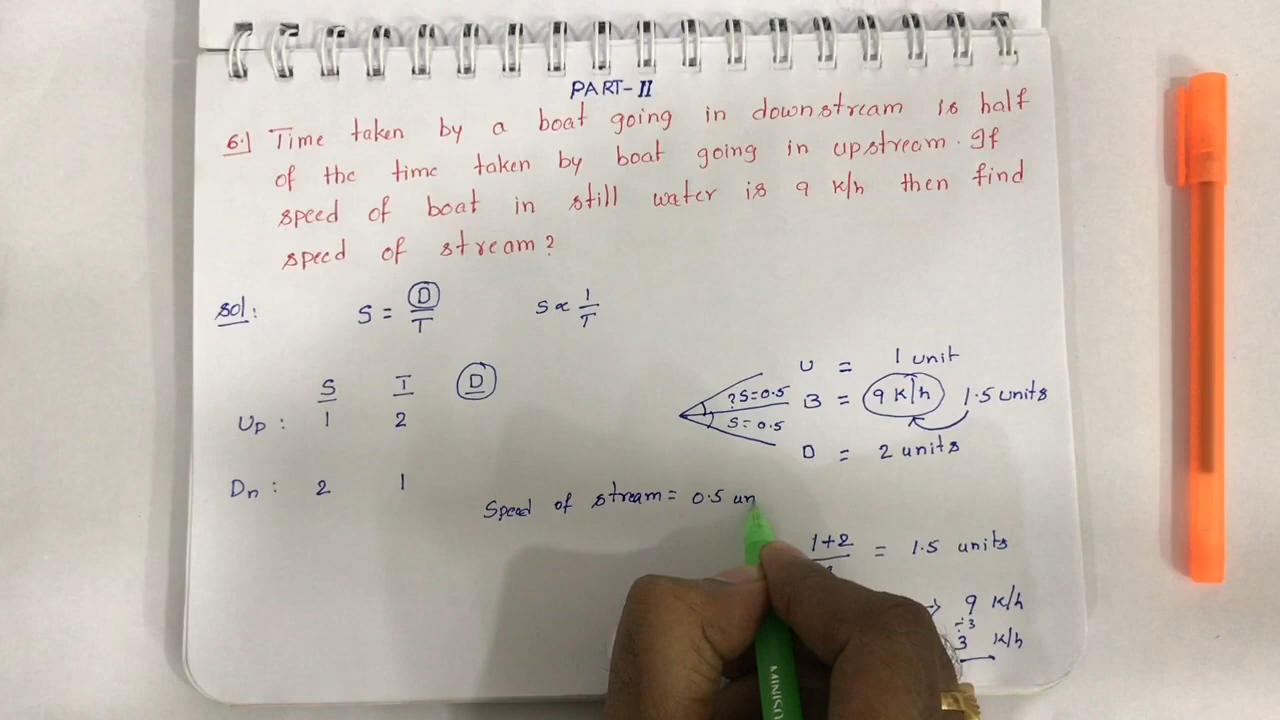 PART-II
6.) Time taken by a boat going in downstream is half
of the time taken by boat going in upstream. If
speed of boat in still water is 9 k/h then find
speed of stream?
Sol: S = D/T S ∝ 1/T
S T D
Up: 1 2
Dn: 2 1
U = 1 unit
?S=0.5 B = 9 k/h 1.5 units
S=0.5
D = 2 units
Speed of stream = 0.5 un
1+2 = 1.5 units
→ 9 k/h
÷3
3 k/h
MINISO